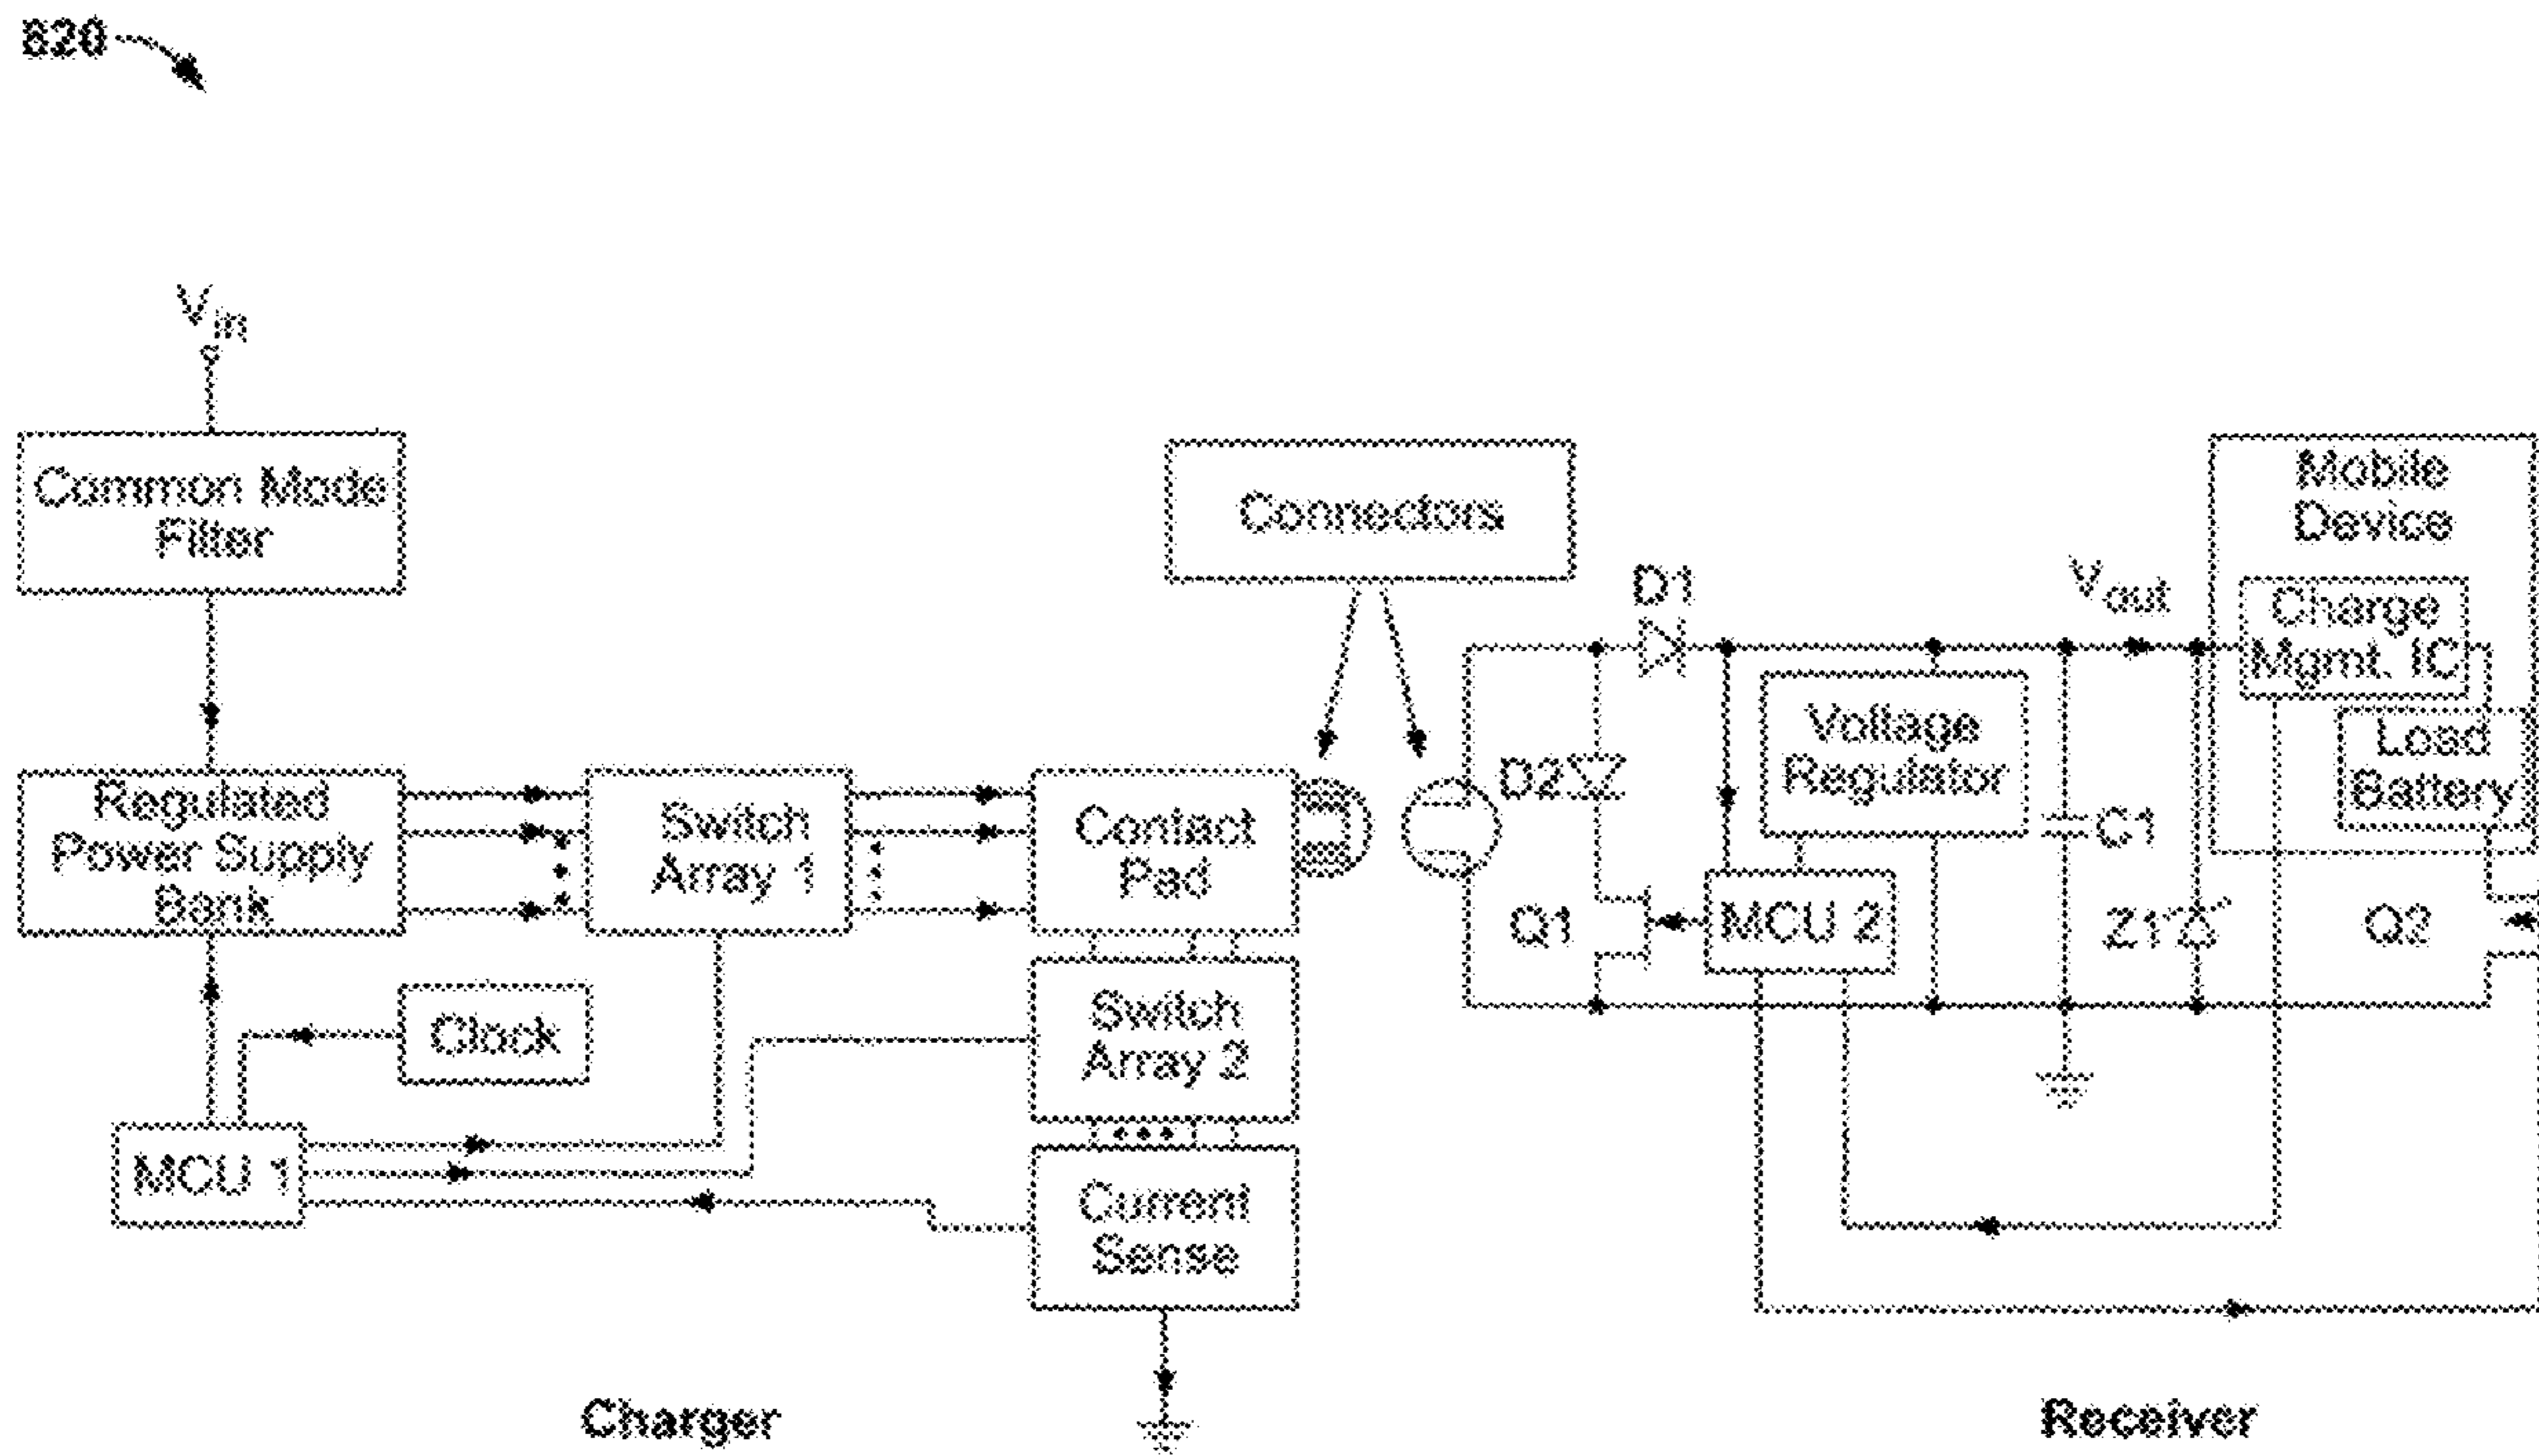 820
Vin
Common Mode
Filter
Regulated
Power Supply
Bank
Switch
Array 1
Contact
Pad
Clock
MCU 1
Switch
Array 2
Current
Sense
Charger
Connectors
D1
D2
Q1
MCU 2
Voltage
Regulator
C1
Vout
Z1
Mobile
Device
Charge
Mgmt. IC
Load
Battery
Q2
Receiver